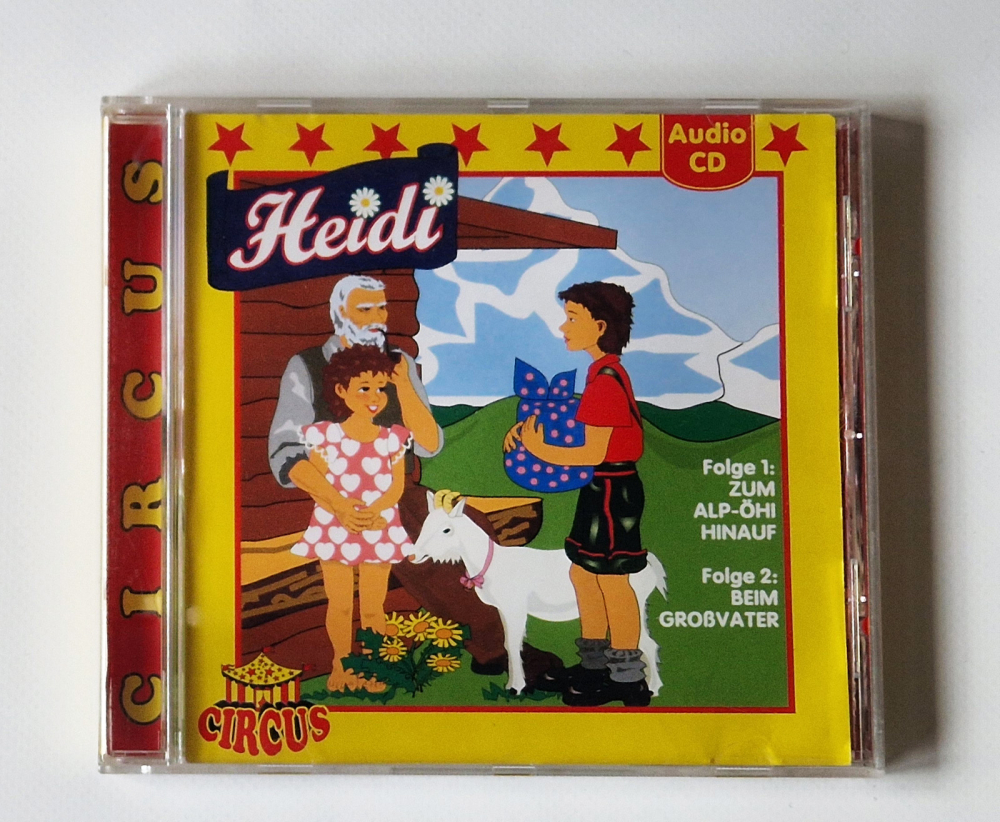 CIRCUS
Audio
CD
Heidi
Folge 1:
ZUM
ALP-ÖHI
HINAUF
Folge 2:
BEIM
GROßVATER
CIRCUS